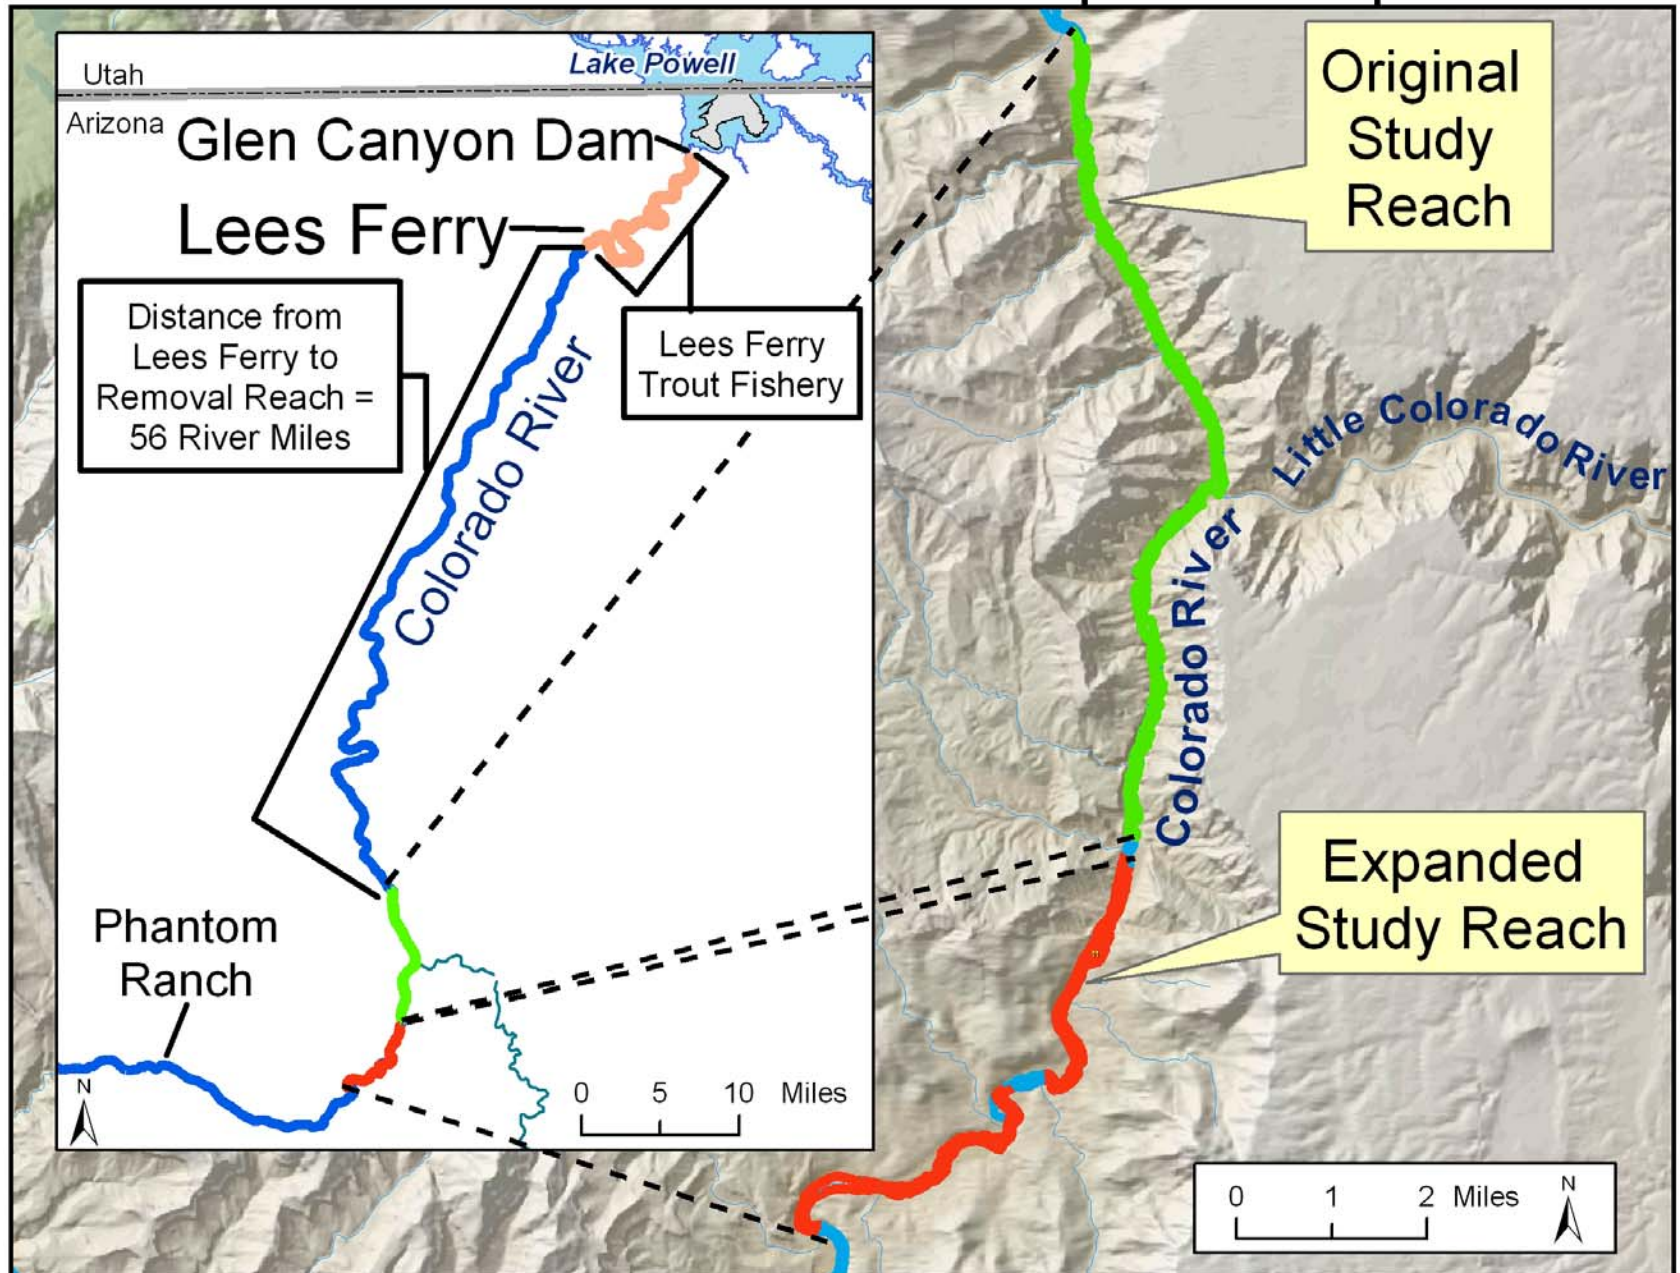 Utah
Arizona
Lake Powell
Glen Canyon Dam
Lees Ferry
Distance from
Lees Ferry to
Removal Reach =
56 River Miles
Lees Ferry
Trout Fishery
Colorado River
Phantom
Ranch
N
0 5 10 Miles
Original
Study
Reach
Little Colorado River
Colorado River
Expanded
Study Reach
0 1 2 Miles
N